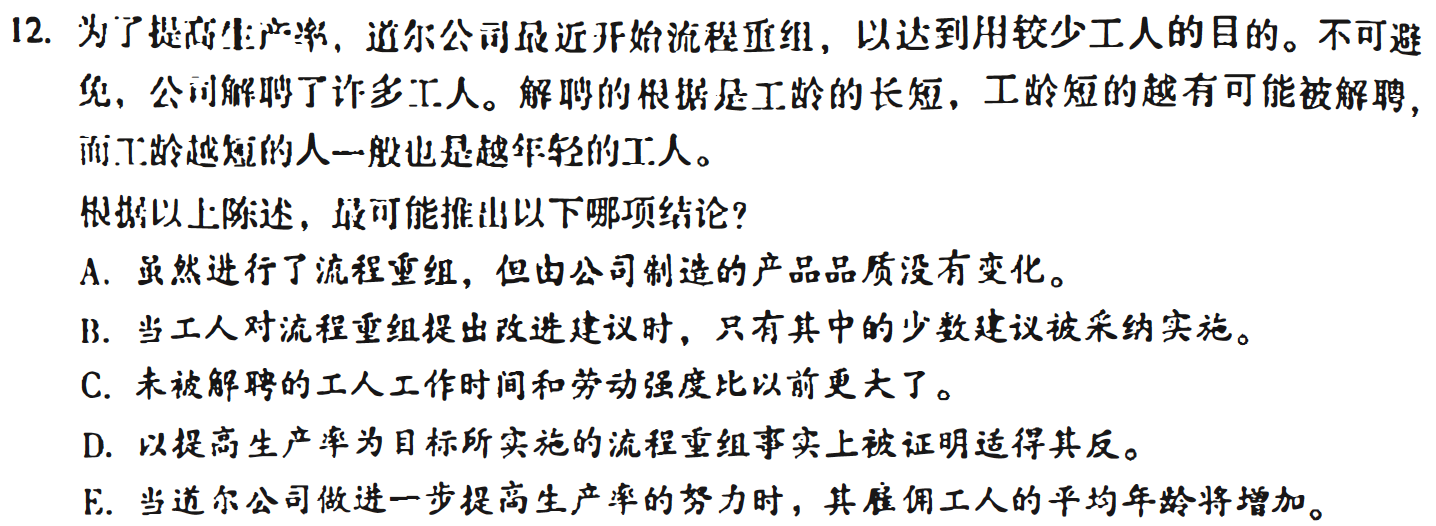 12. 为了提高生产率，道尔公司最近开始流程重组，以达到用较少工人的目的。不可避
免，公司解聘了许多工人。解聘的根据是工龄的长短，工龄短的越有可能被解聘，
而工龄越短的人一般也是越年轻的工人。
根据以上陈述，最可能推出以下哪项结论？
A. 虽然进行了流程重组，但由公司制造的产品品质没有变化。
B. 当工人对流程重组提出改进建议时，只有其中的少数建议被采纳实施。
C. 未被解聘的工人工作时间和劳动强度比以前更大了。
D. 以提高生产率为目标所实施的流程重组事实上被证明适得其反。
E. 当道尔公司做进一步提高生产率的努力时，其雇佣工人的平均年龄将增加。